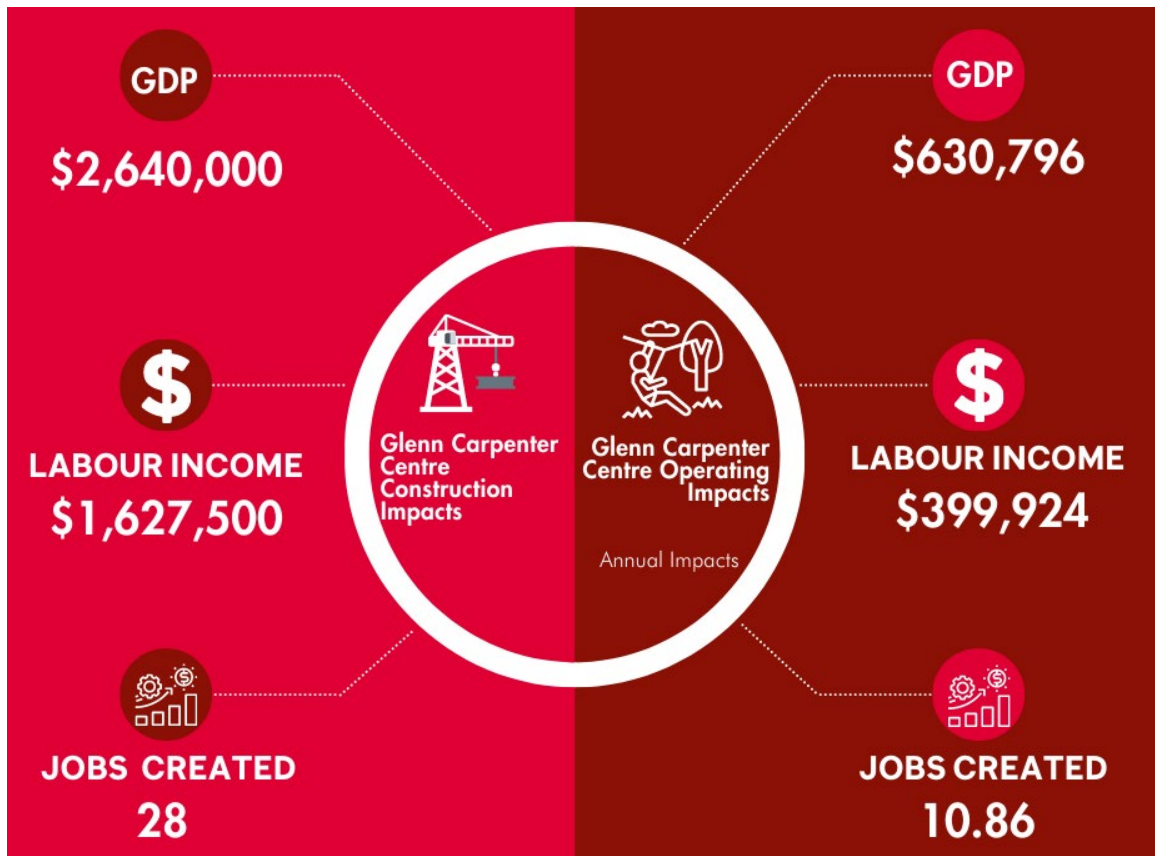 GDP
$2,640,000
$
LABOUR INCOME
$1,627,500
JOBS CREATED
28
Glenn Carpenter
Centre
Construction
Impacts
Glenn Carpenter
Centre Operating
Impacts
Annual Impacts
GDP
$630,796
$
LABOUR INCOME
$399,924
JOBS CREATED
10.86